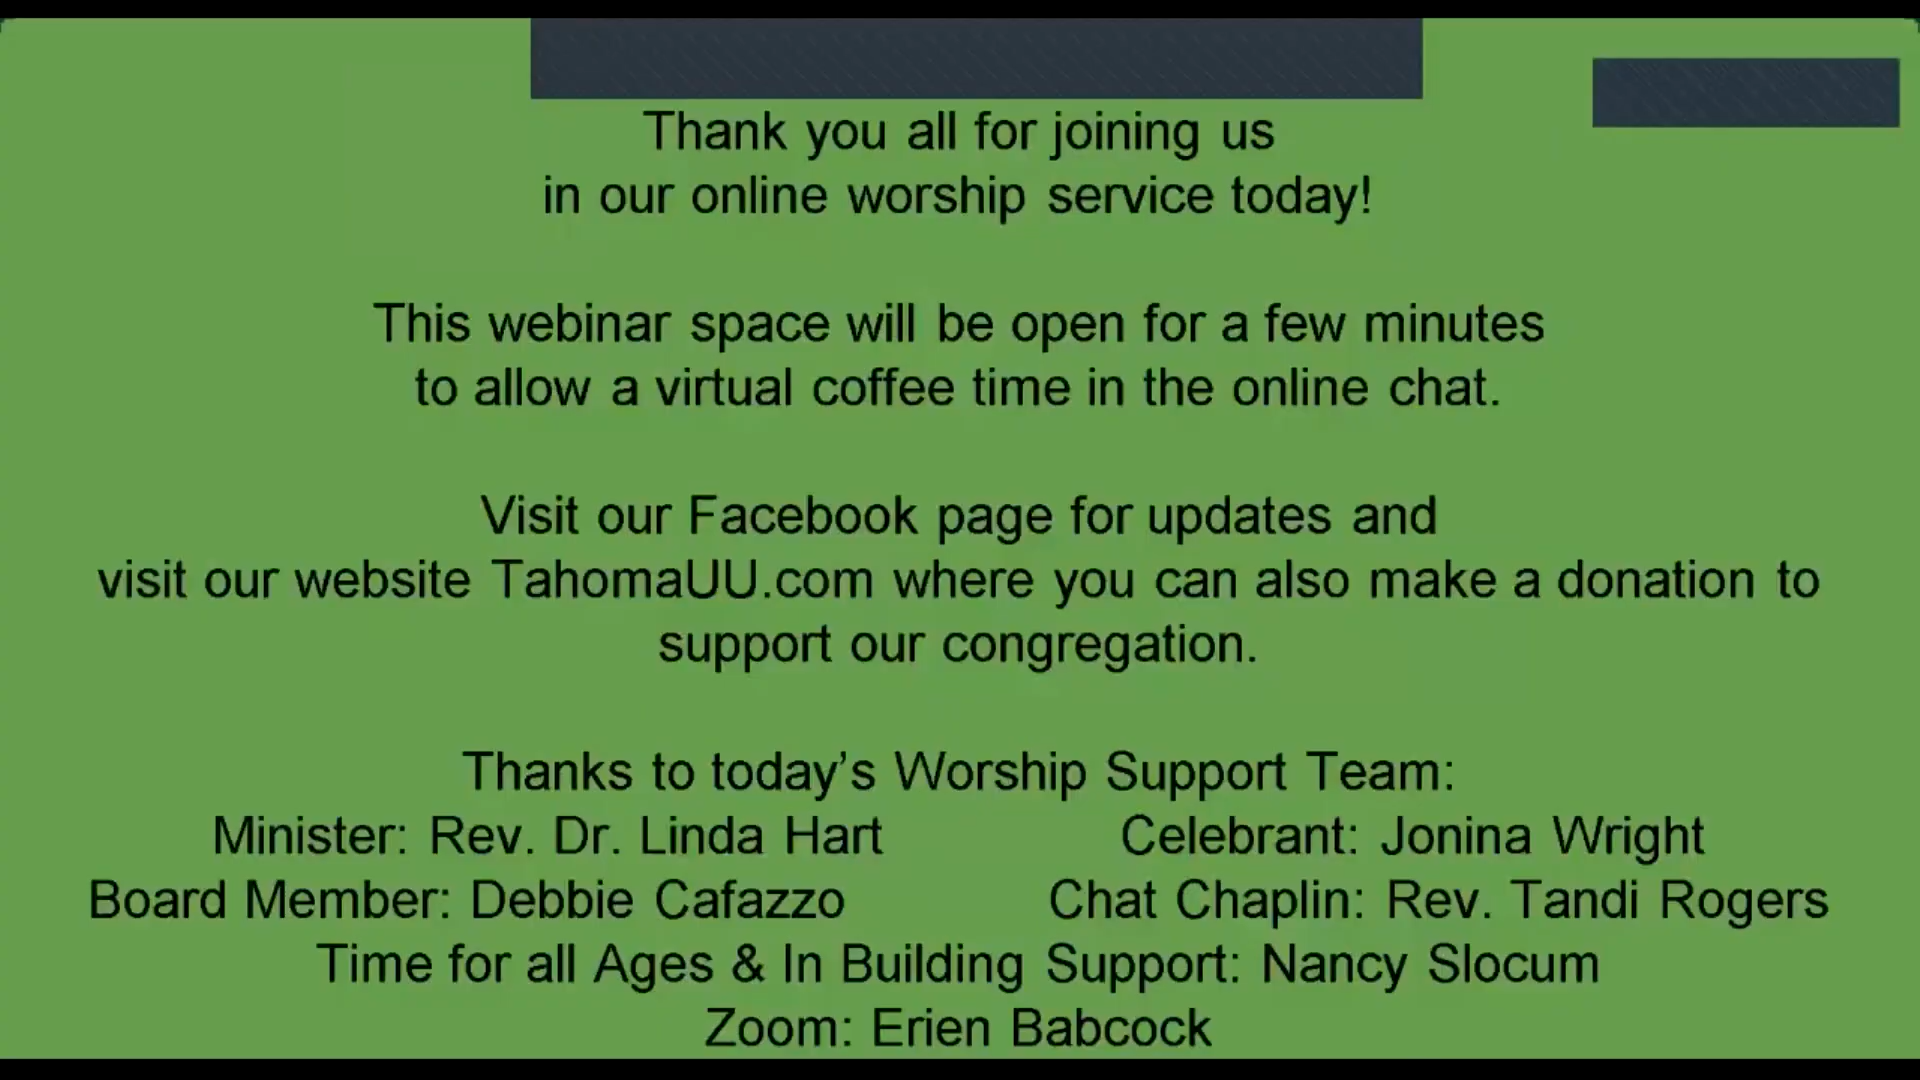 Thank you all for joining us
in our online worship service today!
This webinar space will be open for a few minutes
to allow a virtual coffee time in the online chat.
Visit our Facebook page for updates and
visit our website TahomaUU.com where you can also make a donation to
support our congregation.
Thanks to today’s Worship Support Team:
Minister: Rev. Dr. Linda Hart Celebrant: Jonina Wright
Board Member: Debbie Cafazzo Chat Chaplin: Rev. Tandi Rogers
Time for all Ages & In Building Support: Nancy Slocum
Zoom: Erien Babcock